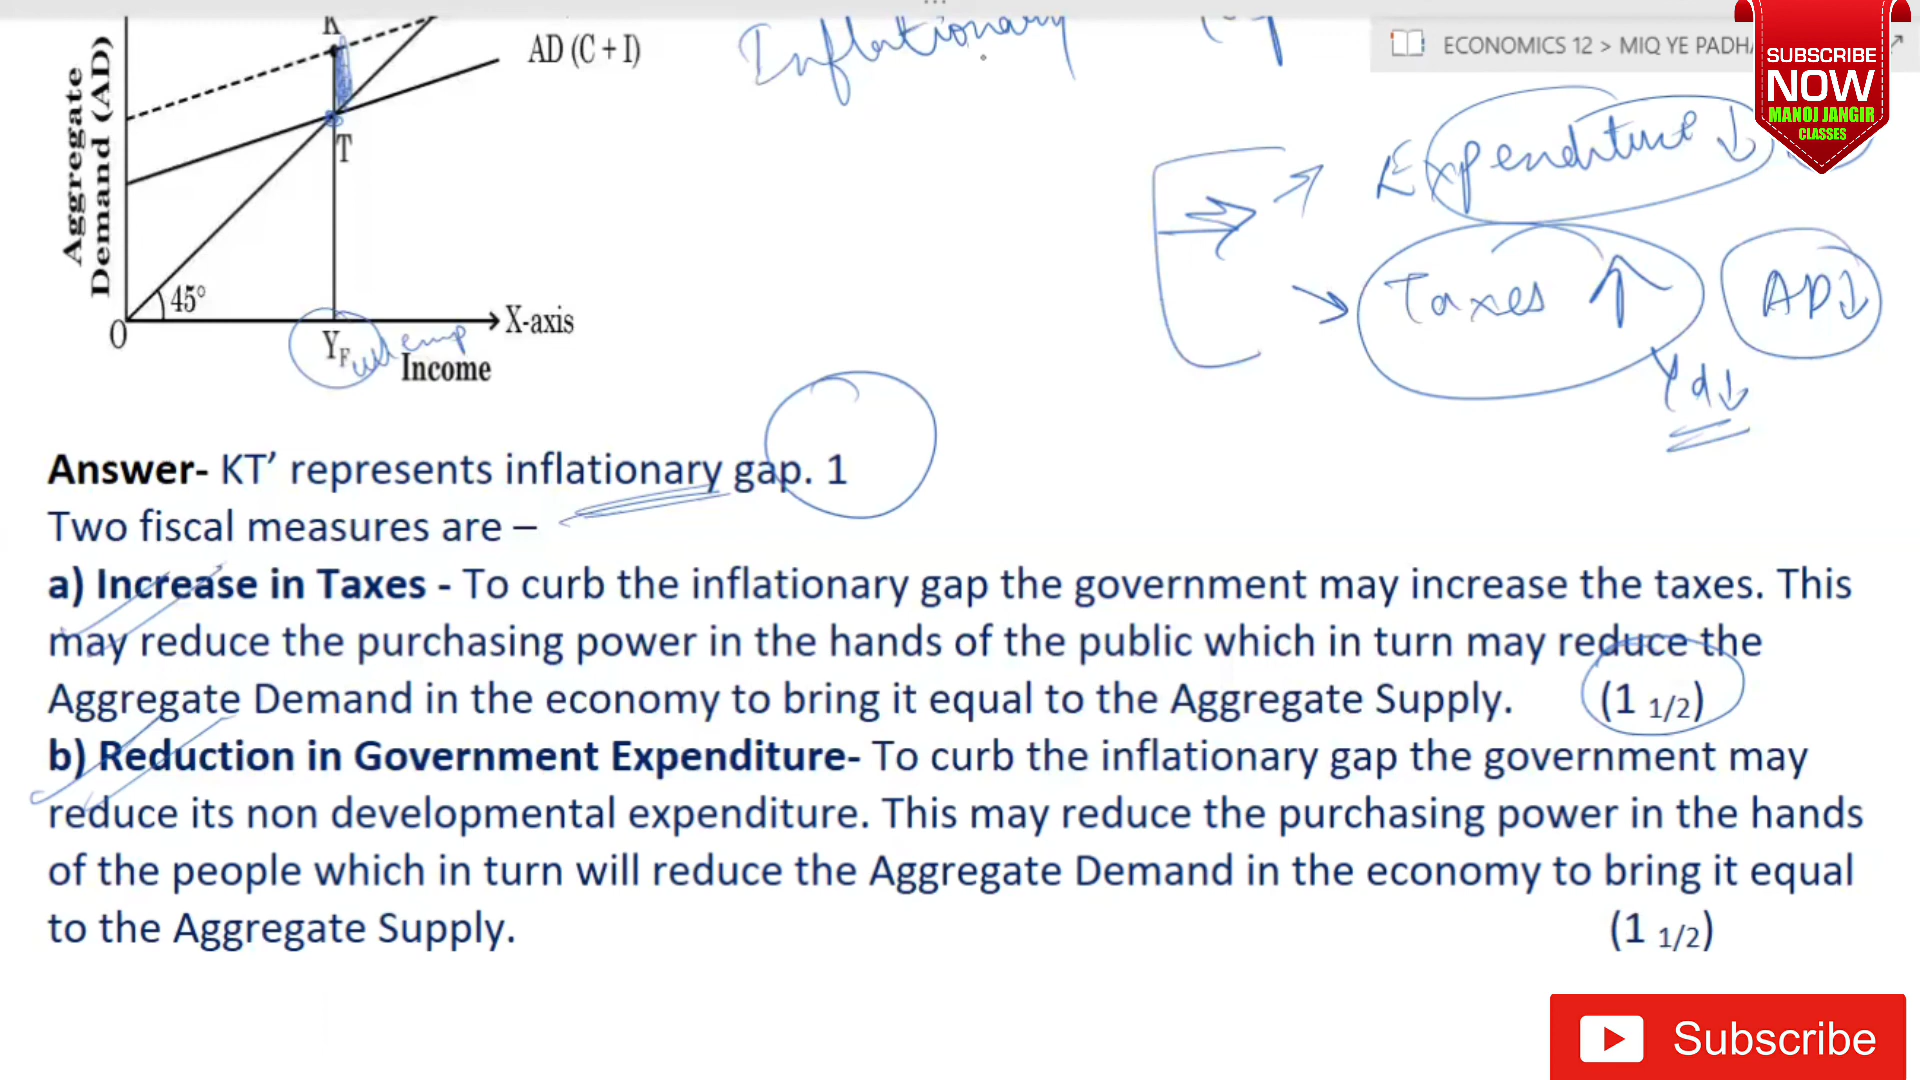 K
Aggregate
Demand (AD)
AD (C + I)
Inflationary
ECONOMICS 12 > MIQ YE PADHA
SUBSCRIBE
NOW
MANOJ JANGIR
CLASSES
T
Expenditure ↓
Taxes ↑
AD↓
Yd↓
45°
O
X-axis
YF
Full emp
Income
Answer- KT’ represents inflationary gap. 1
Two fiscal measures are –
a) Increase in Taxes - To curb the inflationary gap the government may increase the taxes. This
may reduce the purchasing power in the hands of the public which in turn may reduce the
Aggregate Demand in the economy to bring it equal to the Aggregate Supply. (1 1/2)
b) Reduction in Government Expenditure- To curb the inflationary gap the government may
reduce its non developmental expenditure. This may reduce the purchasing power in the hands
of the people which in turn will reduce the Aggregate Demand in the economy to bring it equal
to the Aggregate Supply. (1 1/2)
Subscribe